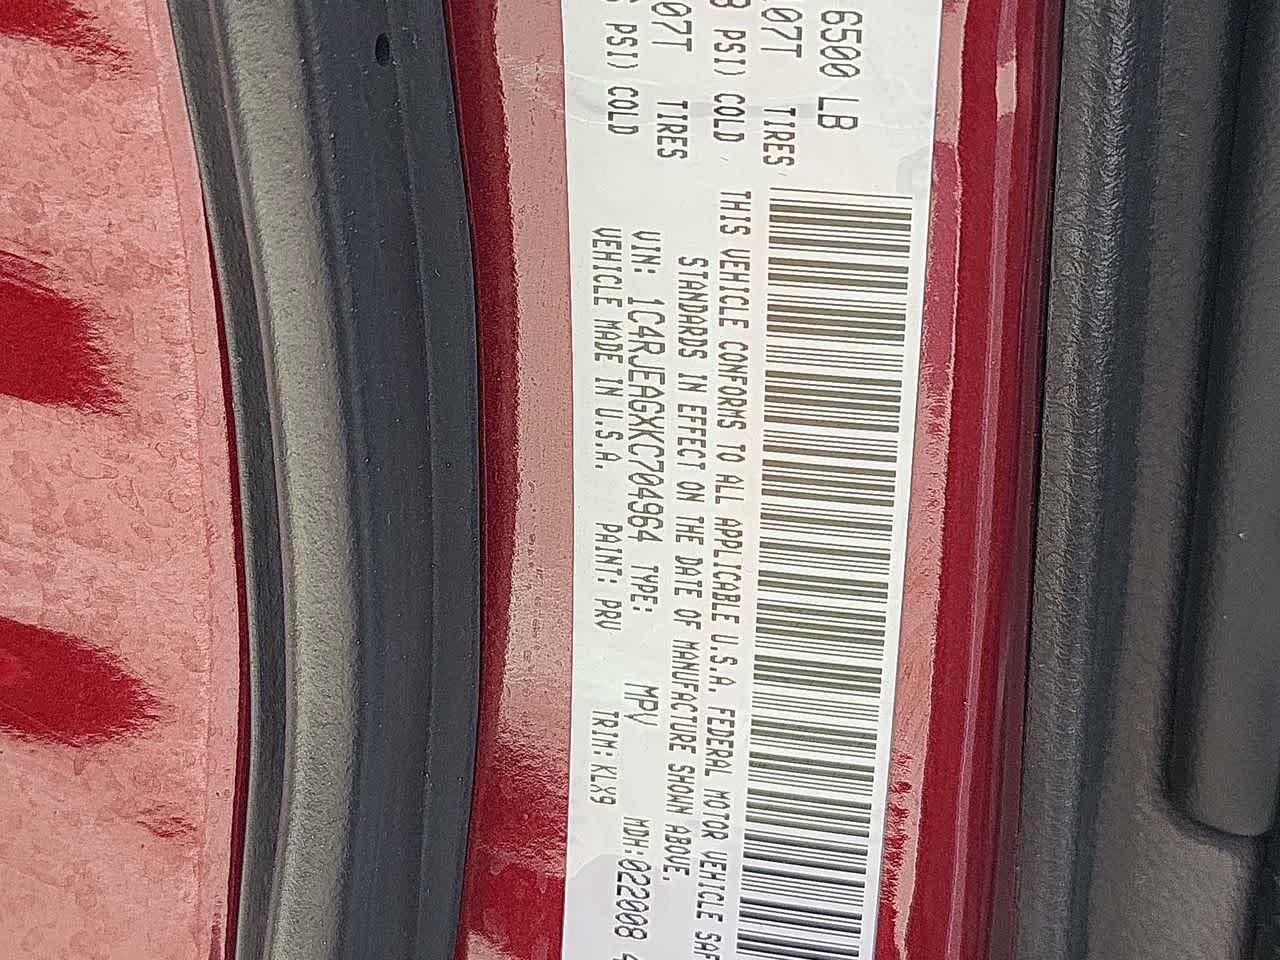 6500 LB
107T TIRES
PSI) COLD
07T TIRES
PSI) COLD
THIS VEHICLE CONFORMS TO ALL APPLICABLE U.S.A. FEDERAL MOTOR VEHICLE SAF
STANDARDS IN EFFECT ON THE DATE OF MANUFACTURE SHOWN ABOVE.
VIN: 1C4RJEAGXKC704964 TYPE: MPV MDH: 022008 4
VEHICLE MADE IN U.S.A. PAINT: PRV TRIM: KLX9